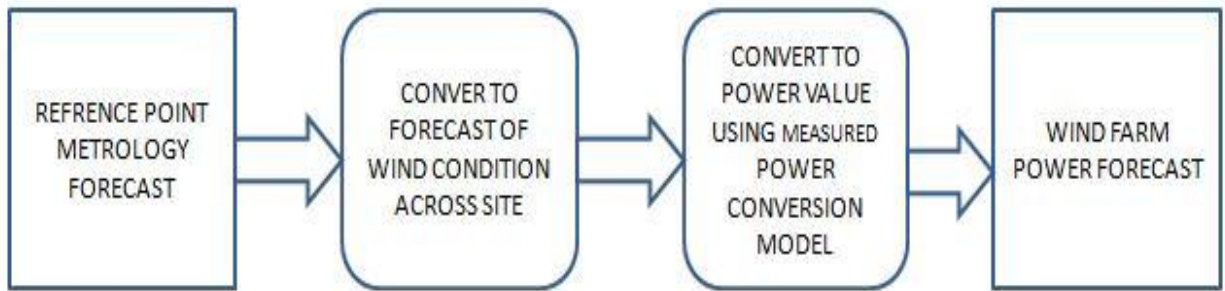 REFRENCE POINT
METROLOGY
FORECAST
CONVER TO
FORECAST OF
WIND CONDITION
ACROSS SITE
CONVERT TO
POWER VALUE
USING MEASURED
POWER
CONVERSION
MODEL
WIND FARM
POWER FORECAST